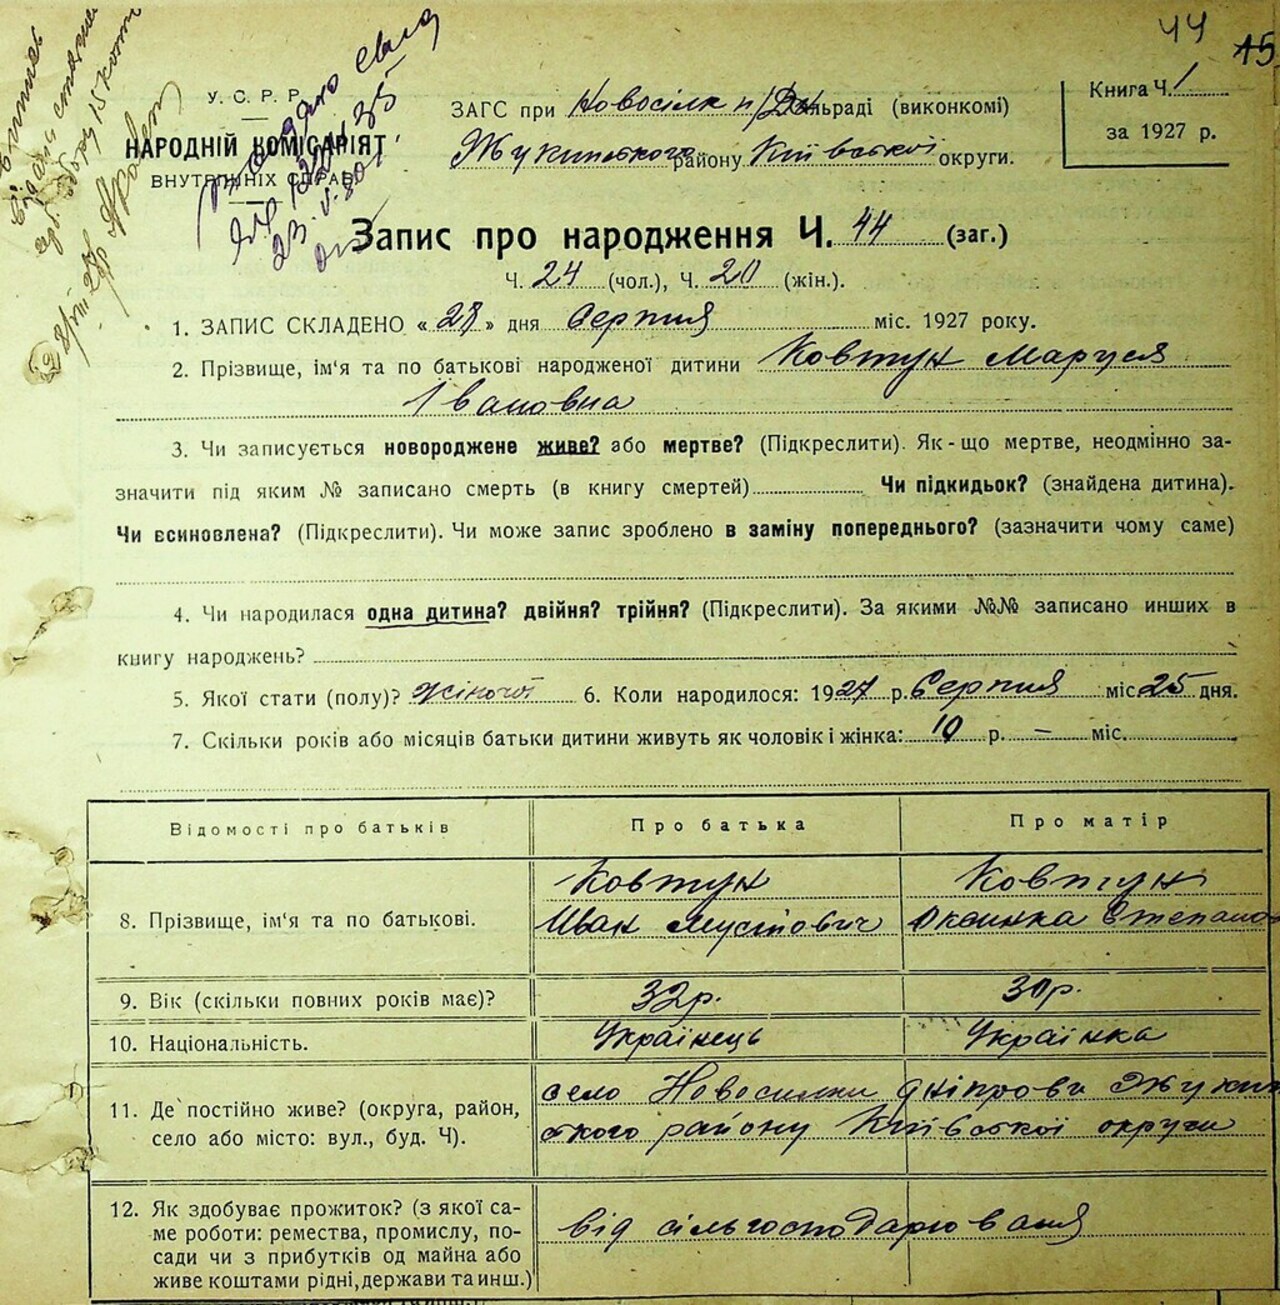 44
15
У. С. Р. Р.
НАРОДНІЙ КОМІСАРІЯТ
ВНУТРІШНІХ СПРАВ
ЗАГС при Новосілк п/Дн сільраді (виконкомі)
Жукинського району Київської округи.
Книга Ч. 1
за 1927 р.
Запис про народження Ч. 44 (заг.)
Ч. 24 (чол.), Ч. 20 (жін.).
1. ЗАПИС СКЛАДЕНО « 28 » дня Серпня міс. 1927 року.
2. Прізвище, ім'я та по батькові народженої дитини Ковтун Маруся
Івановна
3. Чи записується новороджене живе? або мертве? (Підкреслити). Як-що мертве, неодмінно за-
значити під яким № записано смерть (в книгу смертей) Чи підкидьок? (знайдена дитина).
Чи всиновлена? (Підкреслити). Чи може запис зроблено в заміну попереднього? (зазначити чому саме)
4. Чи народилася одна дитина? двійня? трійня? (Підкреслити). За якими №№ записано инших в
книгу народжень?
5. Якої стати (полу)? жіночої 6. Коли народилося: 1927 р. Серпня міс. 25 дня.
7. Скільки років або місяців батьки дитини живуть як чоловік і жінка: 10 р. — міс.
Відомості про батьків Про батька Про матір
8. Прізвище, ім'я та по батькові.
Ковтун
Иван Мустович
Ковтун
Оксинка Степано
9. Вік (скільки повних років має)? 32р. 30р.
10. Національність. Українець Українка
11. Де постійно живе? (округа, район,
село або місто: вул., буд. Ч).
село Новосилки дніпрови Жукин
ського району Київської округи
12. Як здобуває прожиток? (з якої са-
ме роботи: ремества, промислу, по-
сади чи з прибутків од майна або
живе коштами рідні, держави та инш.)
від сільгосподарювання